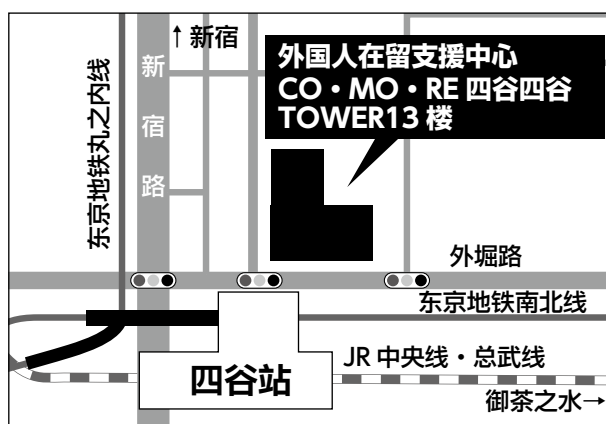 ↑新宿
外国人在留支援中心
CO・MO・RE 四谷四谷
TOWER13 楼
新宿路
东京地铁丸之内线
外堀路
东京地铁南北线
四谷站
JR 中央线・总武线
御茶之水→